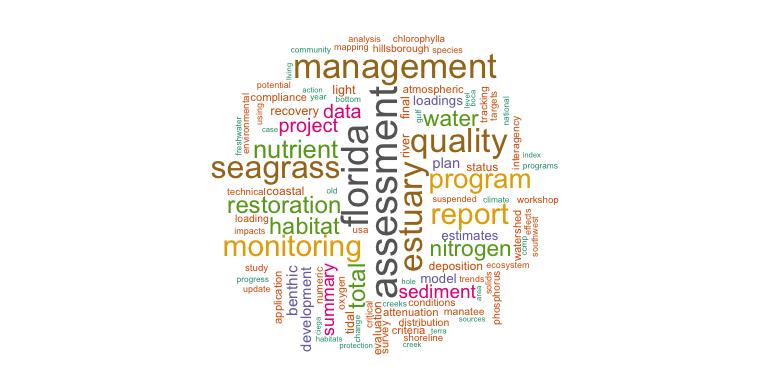 analysis
chlorophylla
community
mapping
hillsborough
species
management
living
potential
action
light
atmospheric
environmental
using
compliance
year
bottom
final
loadings
level
boca
tracking
targets
national
recovery
data
gulf
water
freshwater
case
project
florida
assessment
river
quality
interagency
nutrient
plan
status
index
programs
seagrass
estuary
program
technical
coastal
old
suspended
climate
workshop
restoration
report
loading
habitat
usa
estimates
watershed
comp
effects
southwest
impacts
monitoring
nitrogen
study
total
deposition
ecosystem
progress
update
application
benthic
development
numeric
summary
oxygen
hole
model
trends
solids
phosphorus
area
sediment
creeks
conditions
ciega
tidal
change
critical
attenuation
manatee
distribution
sources
habitats
evaluation
survey
criteria
terra
protection
shoreline
creek